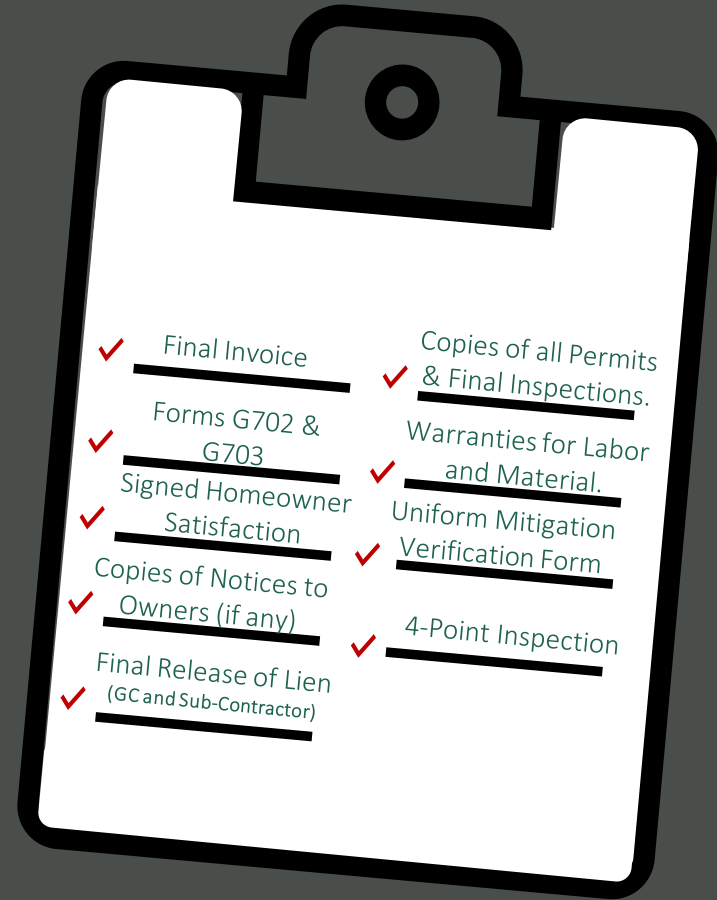 Final Invoice
Forms G702 &
G703
Signed Homeowner
Satisfaction
Copies of Notices to
Owners (if any)
Final Release of Lien
(GC and Sub-Contractor)
Copies of all Permits
& Final Inspections.
Warranties for Labor
and Material.
Uniform Mitigation
Verification Form
4-Point Inspection